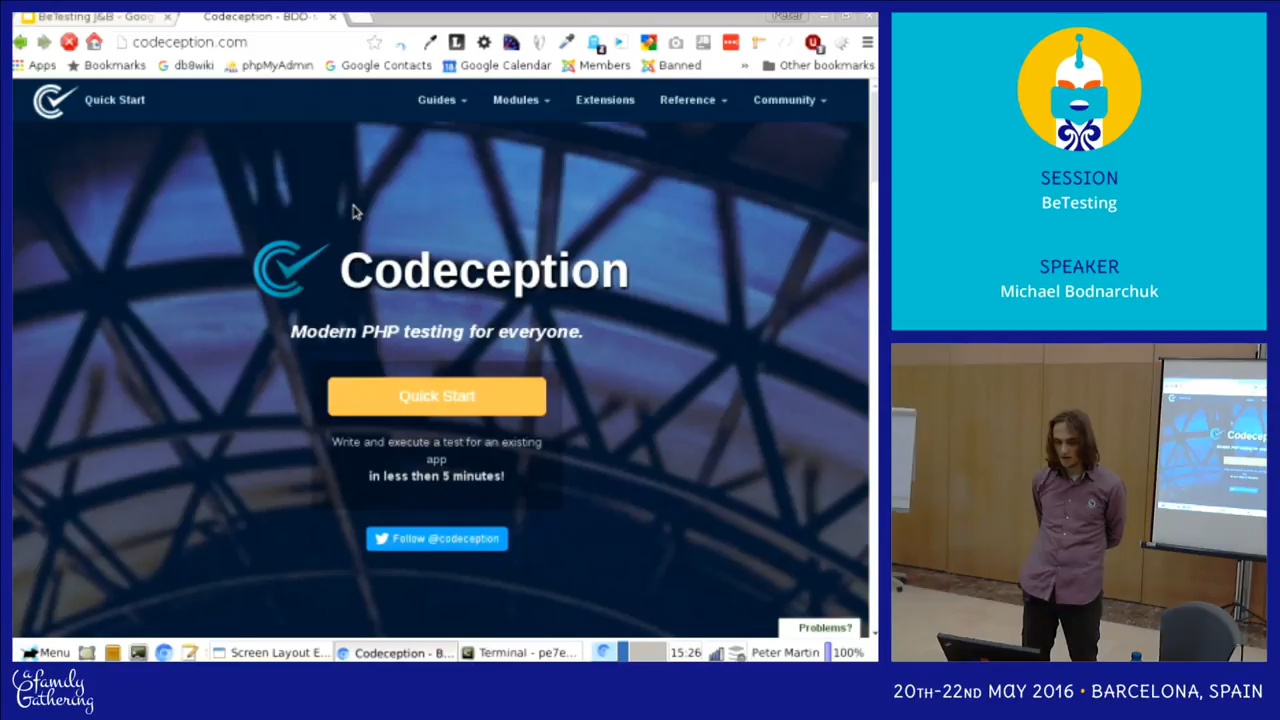 BeTesting J&B - Goog
Codeception - BDD-
codeception.com
Apps
Bookmarks
db8wiki
phpMyAdmin
Google Contacts
Google Calendar
Members
Banned
»
Other bookmarks
Quick Start
Guides
Modules
Extensions
Reference
Community
Codeception
Modern PHP testing for everyone.
Quick Start
Write and execute a test for an existing
app
in less then 5 minutes!
Follow @codeception
Problems?
Menu
Screen Layout E...
Codeception - B...
Terminal - pe7e...
15:26
Peter Martin
100%
SESSION
BeTesting
SPEAKER
Michael Bodnarchuk
Codecep
a family
Gathering
20TH-22ND MAY 2016 • BARCELONA, SPAIN